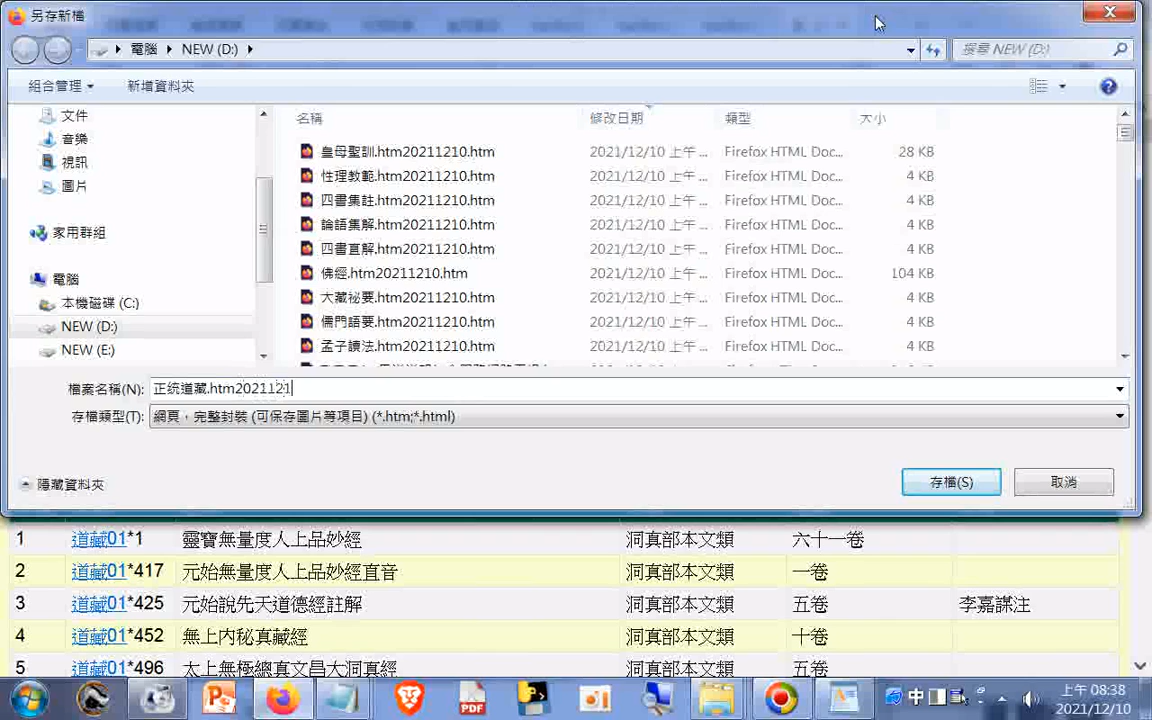 另存新檔
電腦 NEW (D:) 搜尋 NEW (D:)
組合管理 新增資料夾
文件 名稱 修改日期 類型 大小
音樂
視訊
圖片
家用群組
電腦
本機磁碟 (C:)
NEW (D:)
NEW (E:)
皇母聖訓.htm20211210.htm 2021/12/10 上午 ... Firefox HTML Doc... 28 KB
性理教範.htm20211210.htm 2021/12/10 上午 ... Firefox HTML Doc... 4 KB
四書集註.htm20211210.htm 2021/12/10 上午 ... Firefox HTML Doc... 4 KB
論語集解.htm20211210.htm 2021/12/10 上午 ... Firefox HTML Doc... 4 KB
四書直解.htm20211210.htm 2021/12/10 上午 ... Firefox HTML Doc... 4 KB
佛經.htm20211210.htm 2021/12/10 上午 ... Firefox HTML Doc... 104 KB
大藏祕要.htm20211210.htm 2021/12/10 上午 ... Firefox HTML Doc... 4 KB
儒門語要.htm20211210.htm 2021/12/10 上午 ... Firefox HTML Doc... 4 KB
孟子讀法.htm20211210.htm 2021/12/10 上午 ... Firefox HTML Doc... 4 KB
檔案名稱(N): 正统道藏.htm2021121
存檔類型(T): 網頁，完整封裝 (可保存圖片等項目) (*.htm;*.html)
隱藏資料夾 存檔(S) 取消
1 道藏01*1 靈寶無量度人上品妙經 洞真部本文類 六十一卷
2 道藏01*417 元始無量度人上品妙經直音 洞真部本文類 一卷
3 道藏01*425 元始說先天道德經註解 洞真部本文類 五卷 李嘉謀注
4 道藏01*452 無上內秘真藏經 洞真部本文類 十卷
5 道藏01*496 太上無極總真文昌大洞真經 洞真部本文類 五卷
PDF 中 上午 08:38
2021/12/10